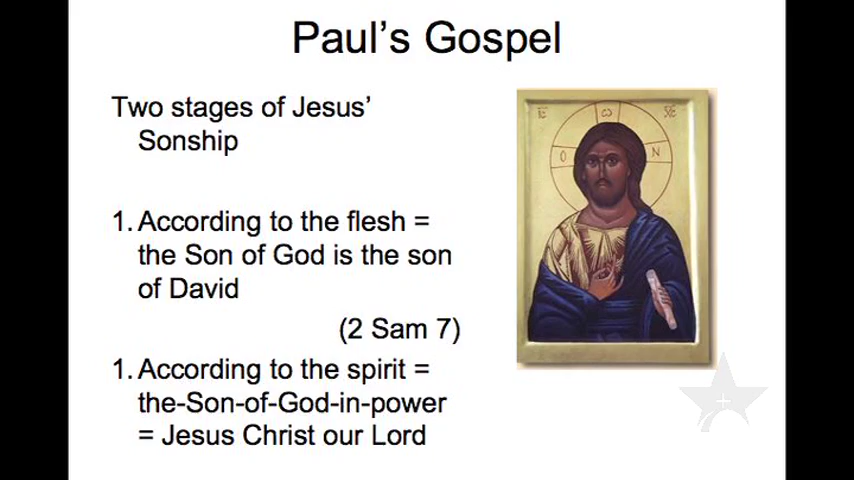 Paul's Gospel
Two stages of Jesus'
Sonship
1. According to the flesh =
the Son of God is the son
of David
(2 Sam 7)
1. According to the spirit =
the-Son-of-God-in-power
= Jesus Christ our Lord
O
N